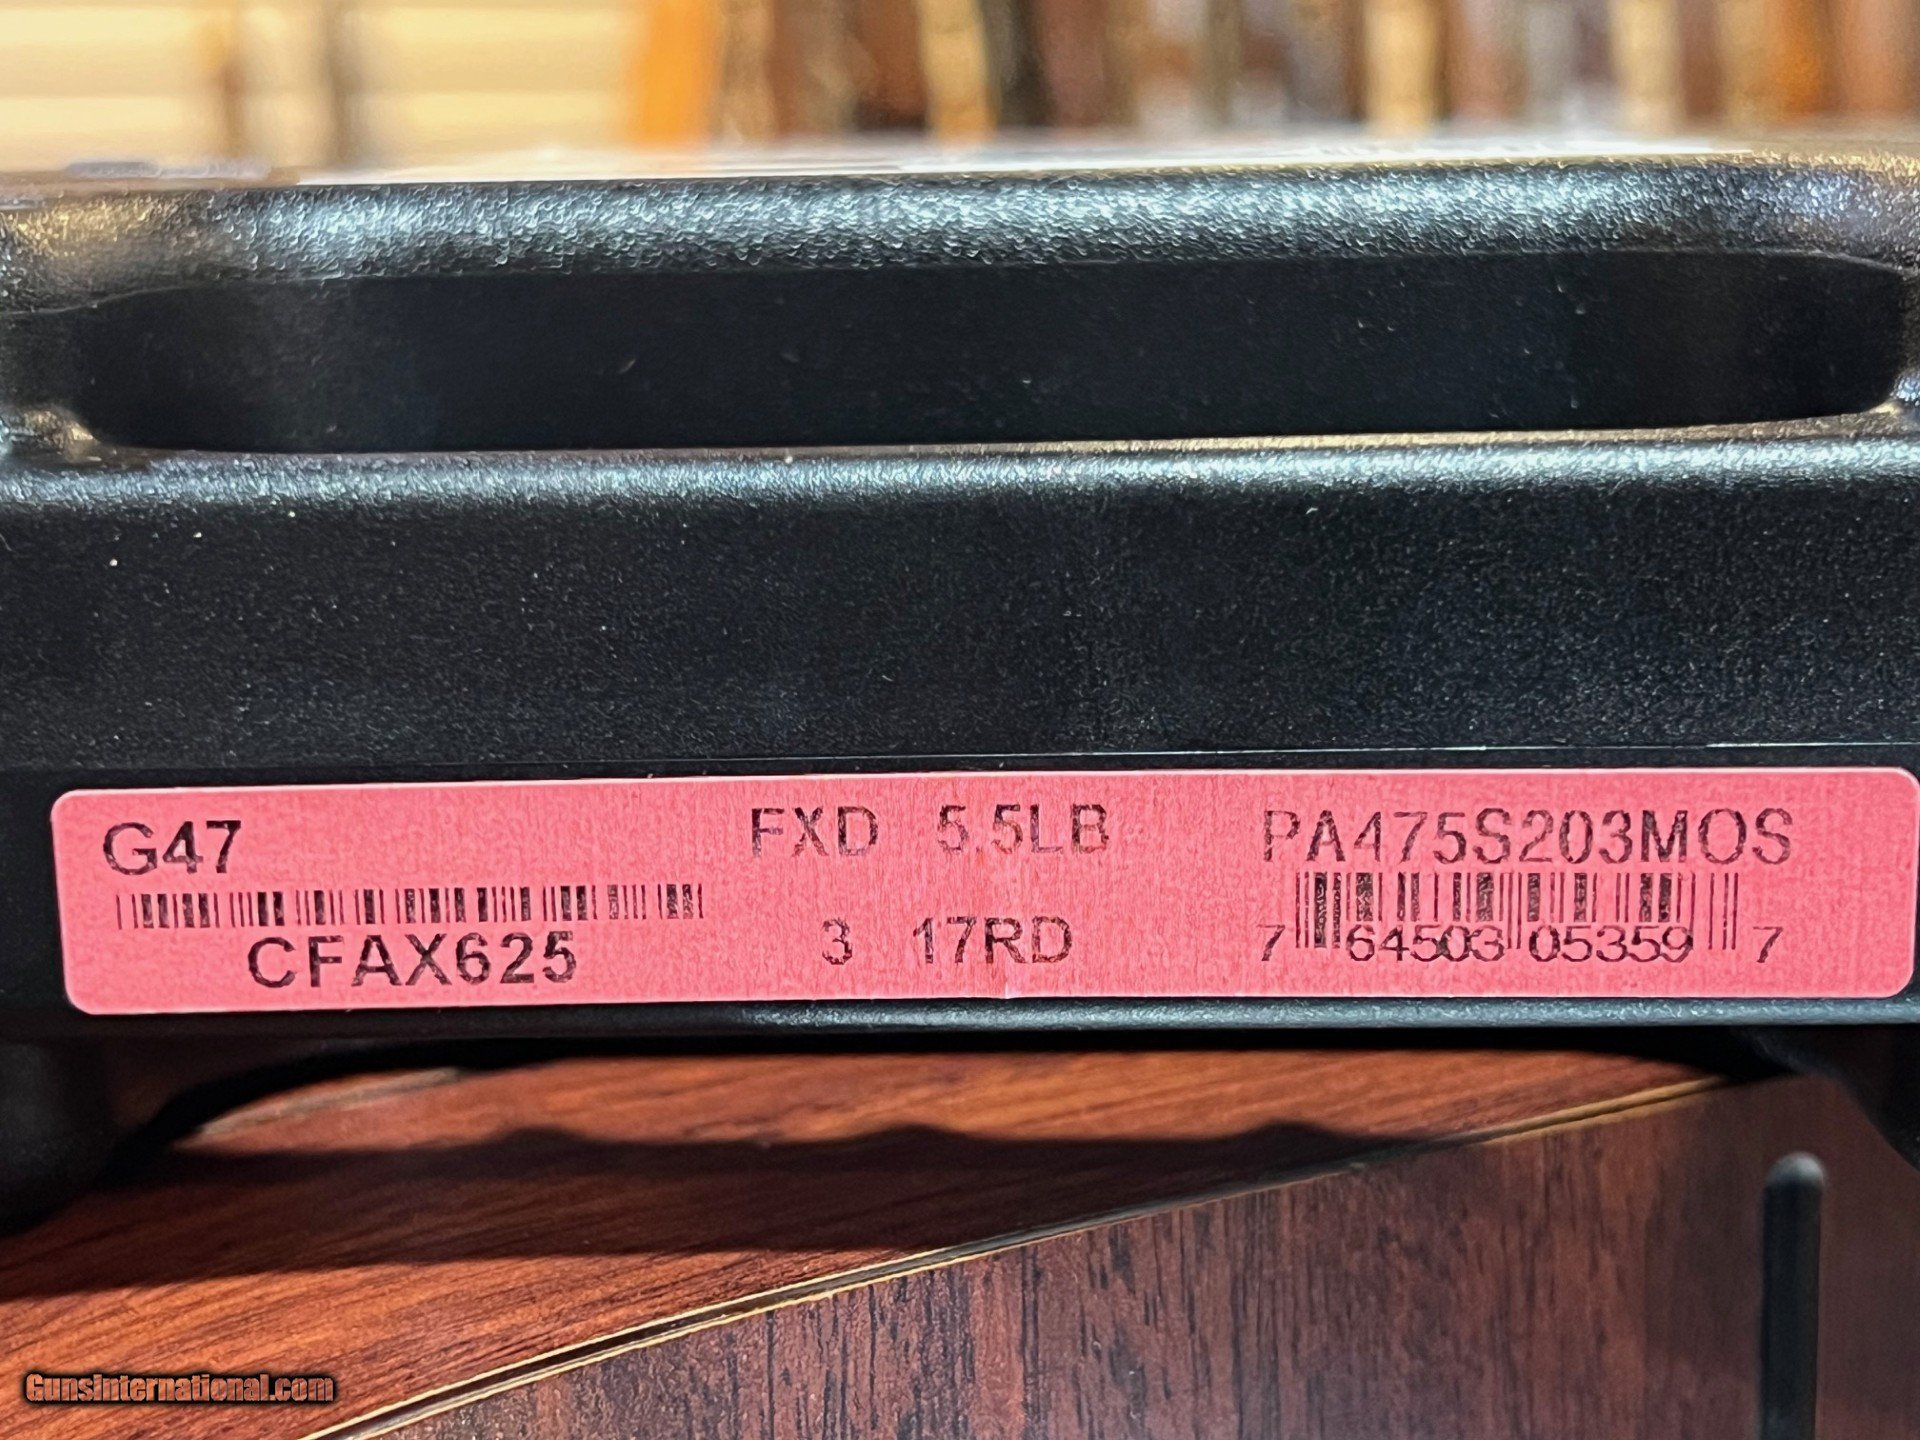 G47 FXD 5.5LB PA475S203MOS
CFAX625 3 17RD 7 64503 05359 7
GunsInternational.com